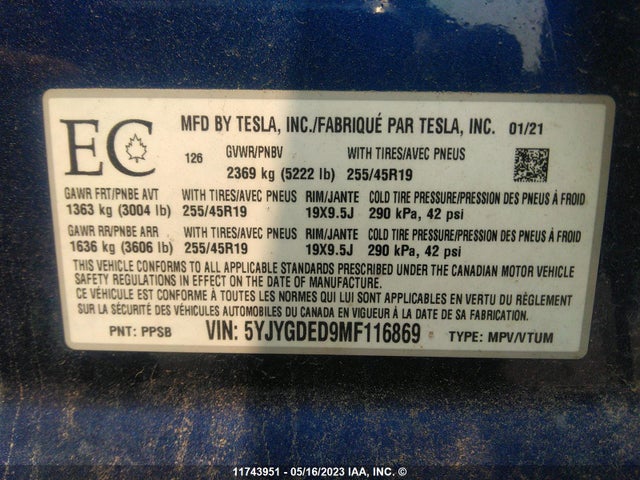 EC
MFD BY TESLA, INC./FABRIQUÉ PAR TESLA, INC. 01/21
126 GVWR/PNBV WITH TIRES/AVEC PNEUS
2369 kg (5222 lb) 255/45R19
GAWR FRT/PNBE AVT WITH TIRES/AVEC PNEUS RIM/JANTE COLD TIRE PRESSURE/PRESSION DES PNEUS À FROID
1363 kg (3004 lb) 255/45R19 19X9.5J 290 kPa, 42 psi
GAWR RR/PNBE ARR WITH TIRES/AVEC PNEUS RIM/JANTE COLD TIRE PRESSURE/PRESSION DES PNEUS À FROID
1636 kg (3606 lb) 255/45R19 19X9.5J 290 kPa, 42 psi
THIS VEHICLE CONFORMS TO ALL APPLICABLE STANDARDS PRESCRIBED UNDER THE CANADIAN MOTOR VEHICLE
SAFETY REGULATIONS IN EFFECT ON THE DATE OF MANUFACTURE.
CE VÉHICULE EST CONFORME À TOUTES LES NORMES QUI LUI SONT APPLICABLES EN VERTU DU RÈGLEMENT
SUR LA SÉCURITÉ DES VÉHICULES AUTOMOBILES DU CANADA EN VIGUEUR À LA DATE DE SA FABRICATION.
PNT: PPSB VIN: 5YJYGDED9MF116869 TYPE: MPV/VTUM
11743951 - 05/16/2023 IAA, INC. ©